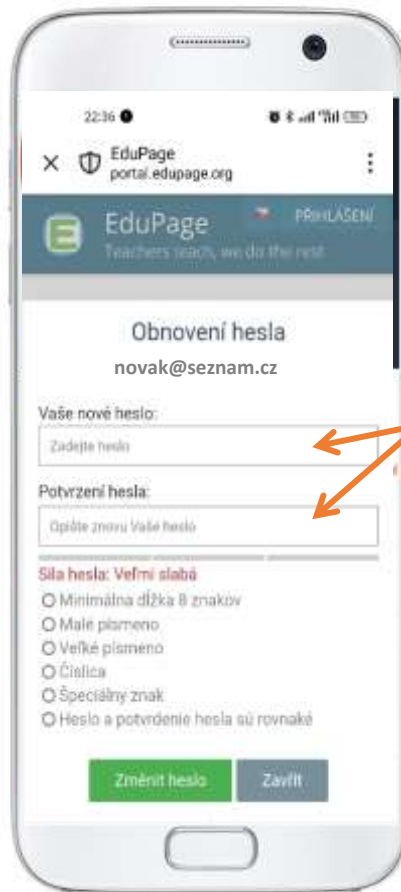 22:36
EduPage
portal.edupage.org
EduPage
PŘIHLÁŠENÍ
Teachers teach, we do the rest
Obnovení hesla
novak@seznam.cz
Vaše nové heslo:
Zadejte heslo
Potvrzení hesla:
Opište znovu Vaše heslo
Sila hesla: Veľmi slabá
Minimálna dĺžka 8 znakov
Malé písmeno
Veľké písmeno
Číslica
Špeciálny znak
Heslo a potvrdenie hesla sú rovnaké
Změnit heslo
Zavřít